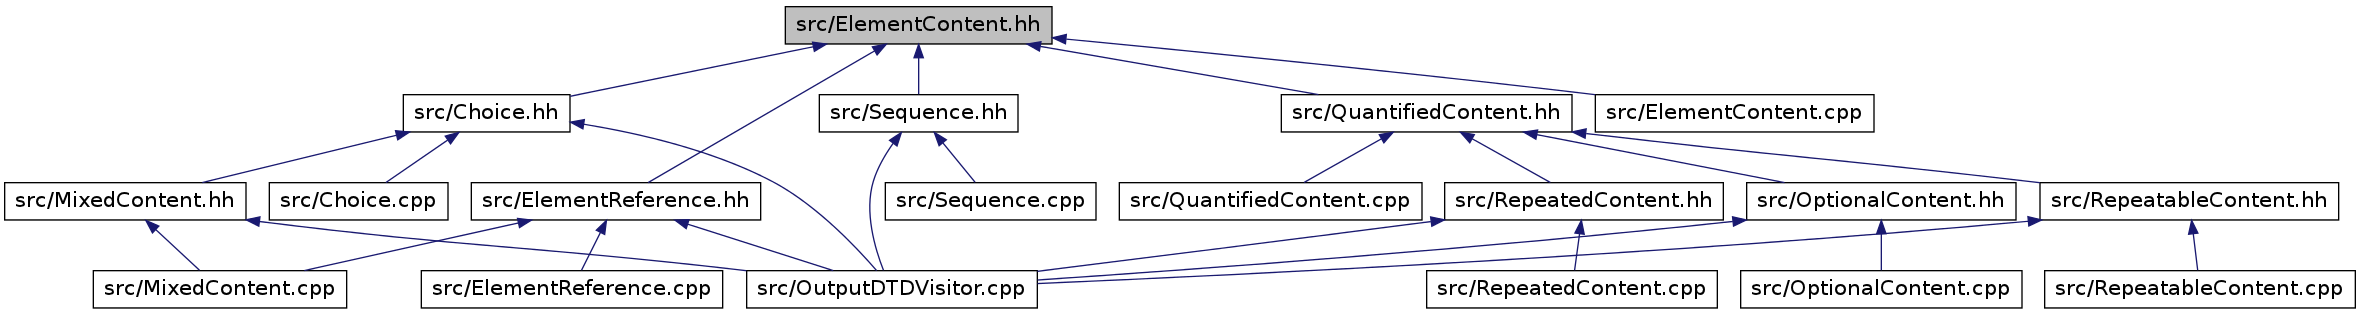 src/ElementContent.hh
src/Choice.hh
src/Sequence.hh
src/QuantifiedContent.hh
src/ElementContent.cpp
src/MixedContent.hh
src/Choice.cpp
src/ElementReference.hh
src/Sequence.cpp
src/QuantifiedContent.cpp
src/RepeatedContent.hh
src/OptionalContent.hh
src/RepeatableContent.hh
src/MixedContent.cpp
src/ElementReference.cpp
src/OutputDTDVisitor.cpp
src/RepeatedContent.cpp
src/OptionalContent.cpp
src/RepeatableContent.cpp